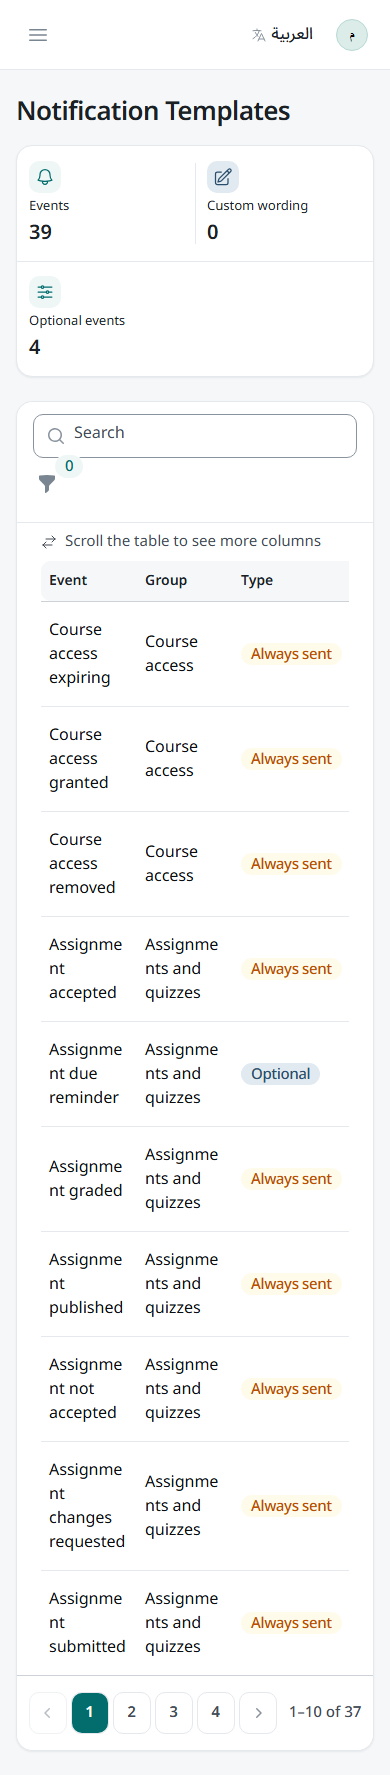 العربية
م
Notification Templates
Events
39
Custom wording
0
Optional events
4
Search
0
Scroll the table to see more columns
Event Group Type
Course
access
expiring
Course
access
Always sent
Course
access
granted
Course
access
Always sent
Course
access
removed
Course
access
Always sent
Assignme
nt
accepted
Assignme
nts and
quizzes
Always sent
Assignme
nt due
reminder
Assignme
nts and
quizzes
Optional
Assignme
nt graded
Assignme
nts and
quizzes
Always sent
Assignme
nt
published
Assignme
nts and
quizzes
Always sent
Assignme
nt not
accepted
Assignme
nts and
quizzes
Always sent
Assignme
nt
changes
requested
Assignme
nts and
quizzes
Always sent
Assignme
nt
submitted
Assignme
nts and
quizzes
Always sent
1 2 3 4 1–10 of 37